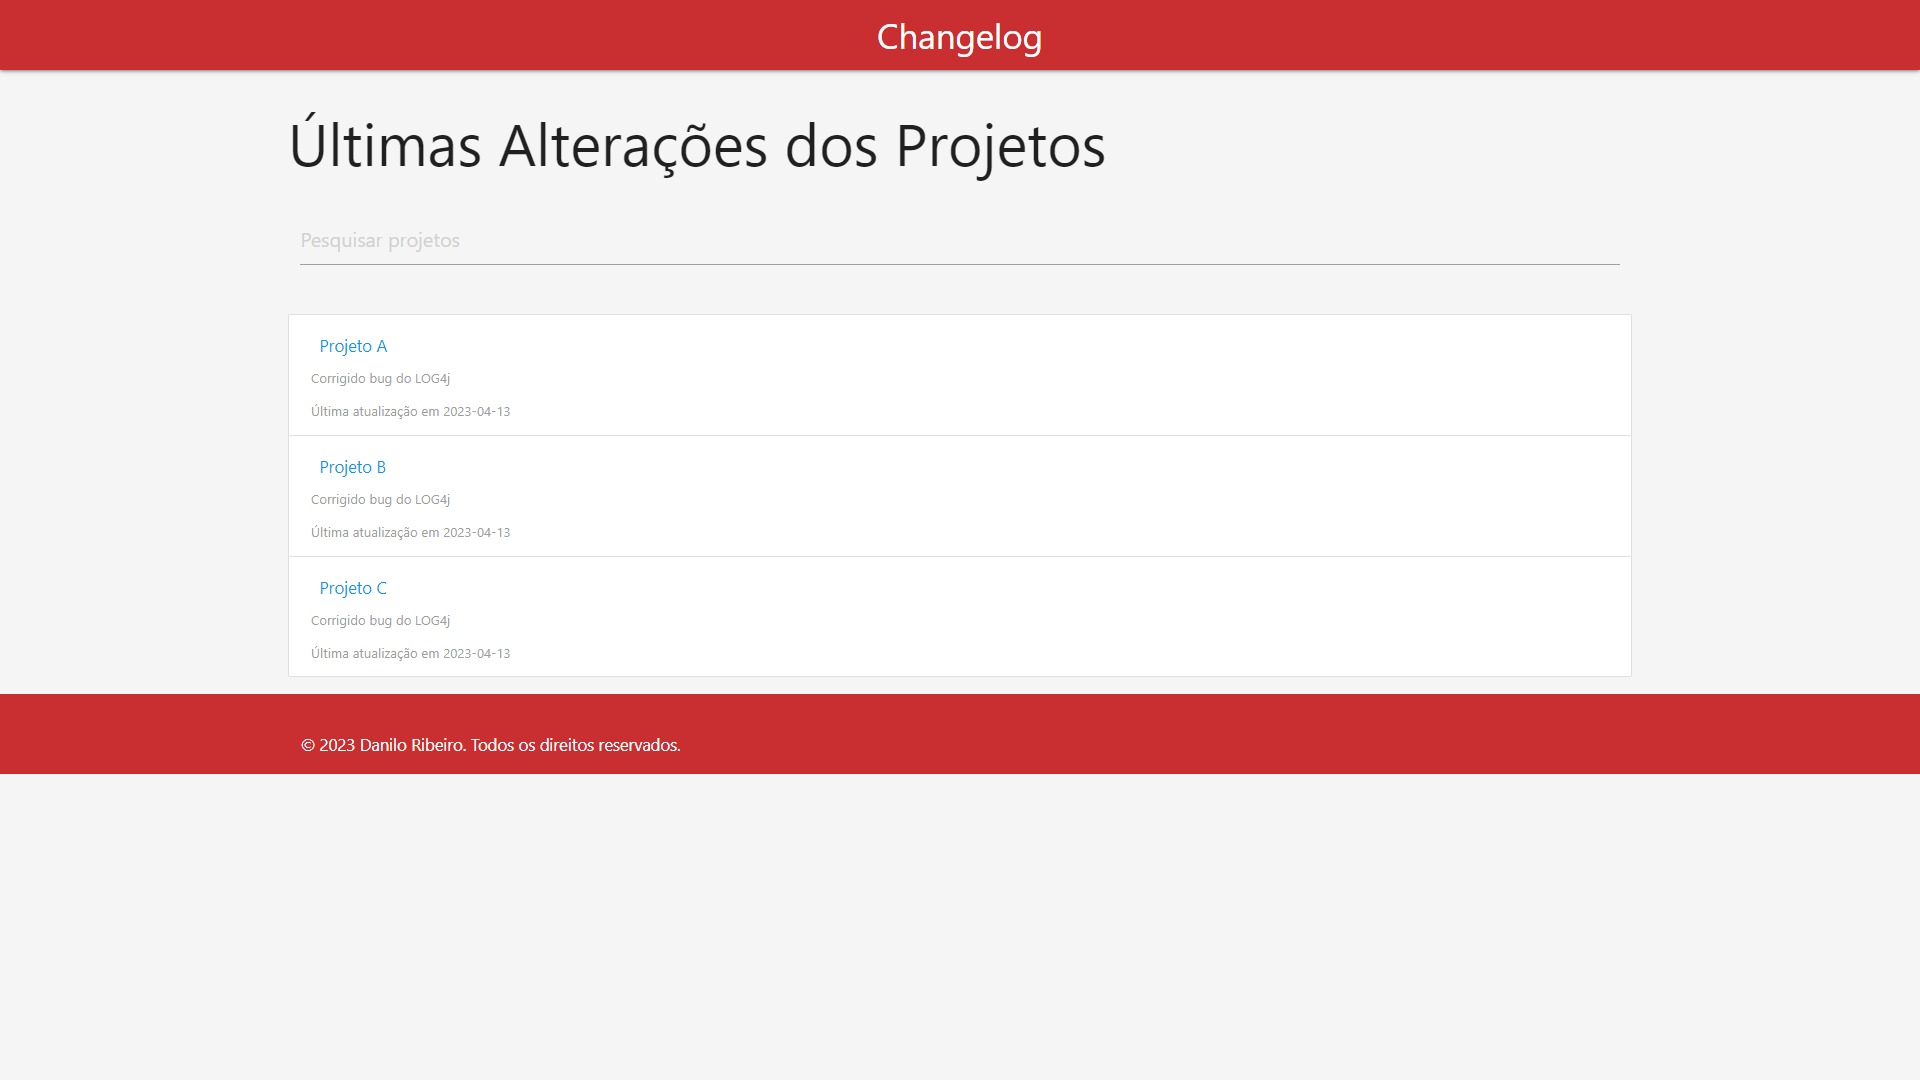 Changelog
Últimas Alterações dos Projetos
Pesquisar projetos
Projeto A
Corrigido bug do LOG4j
Última atualização em 2023-04-13
Projeto B
Corrigido bug do LOG4j
Última atualização em 2023-04-13
Projeto C
Corrigido bug do LOG4j
Última atualização em 2023-04-13
© 2023 Danilo Ribeiro. Todos os direitos reservados.